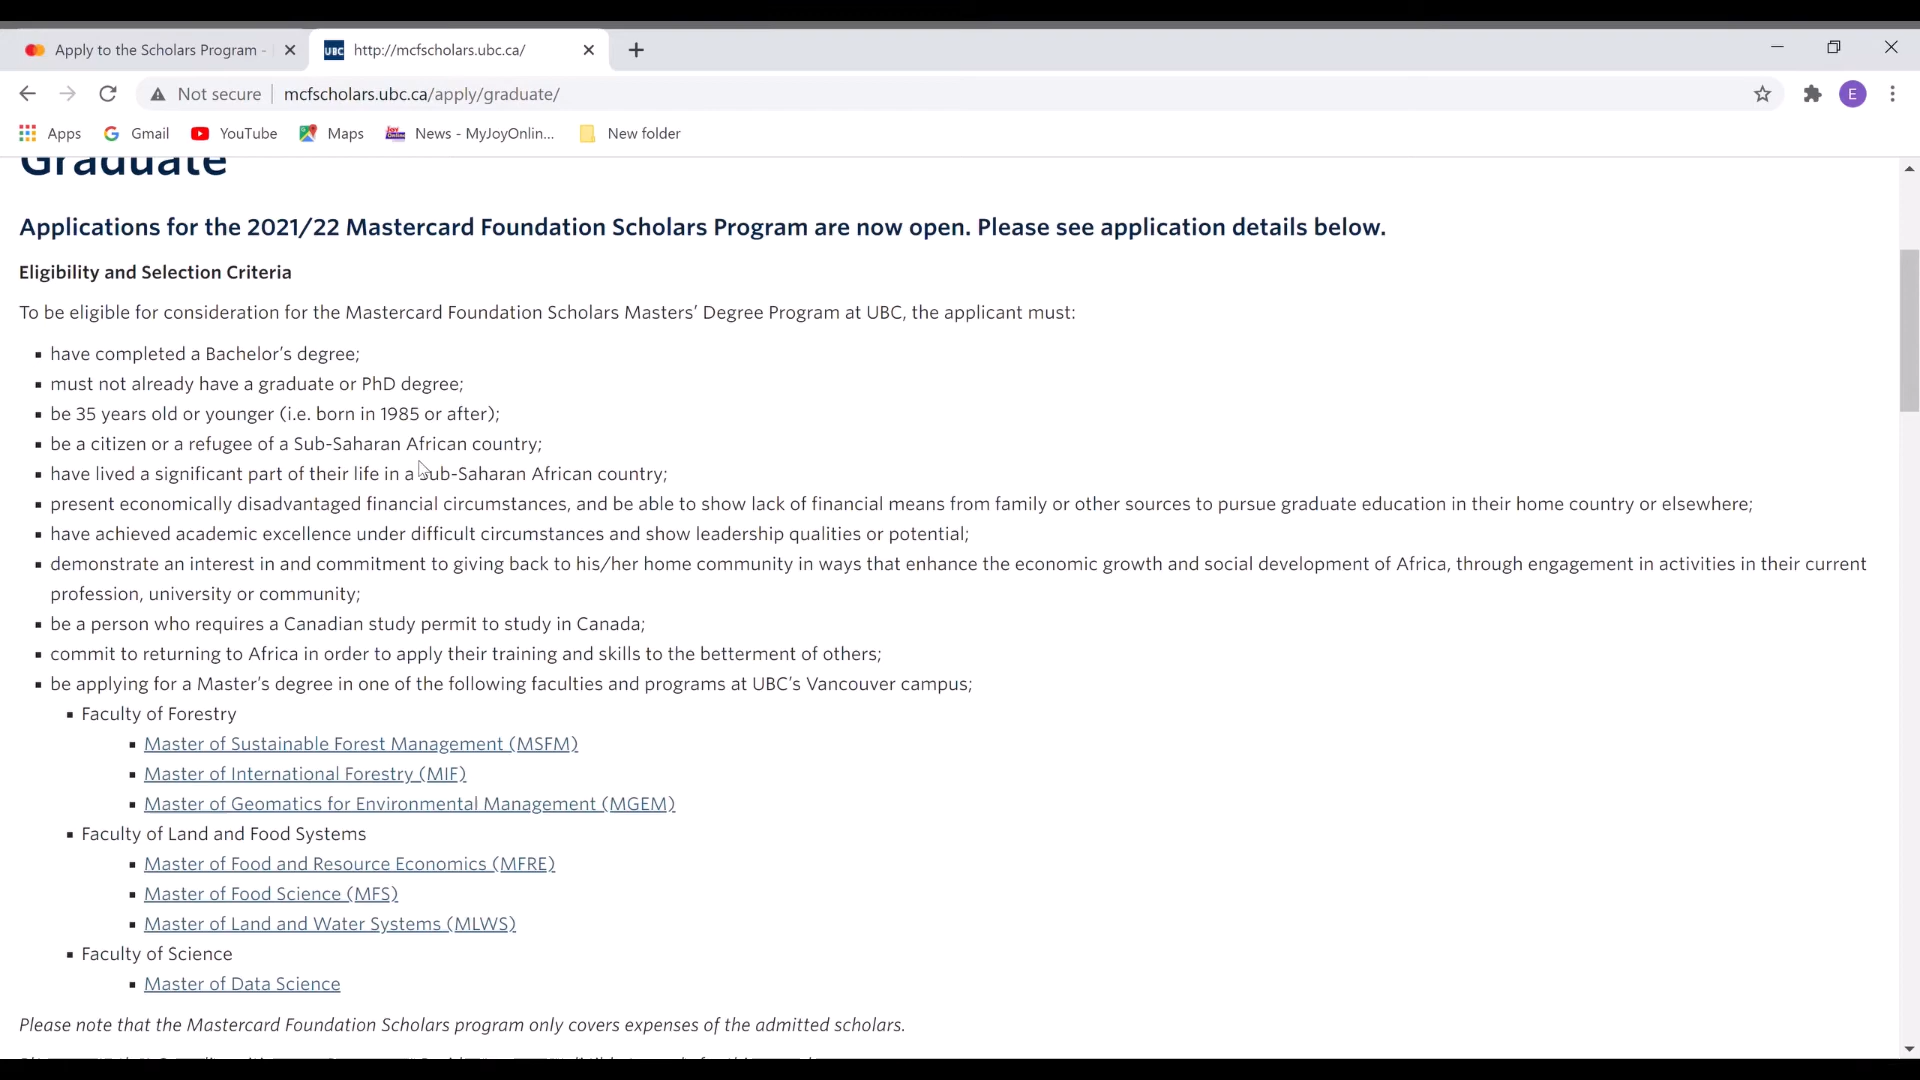 Apply to the Scholars Program -
UBC http://mcfscholars.ubc.ca/
Not secure mcfscholars.ubc.ca/apply/graduate/ E
Apps Gmail YouTube Maps News - MyJoyOnlin... New folder
Graduate
Applications for the 2021/22 Mastercard Foundation Scholars Program are now open. Please see application details below.
Eligibility and Selection Criteria
To be eligible for consideration for the Mastercard Foundation Scholars Masters’ Degree Program at UBC, the applicant must:
▪ have completed a Bachelor’s degree;
▪ must not already have a graduate or PhD degree;
▪ be 35 years old or younger (i.e. born in 1985 or after);
▪ be a citizen or a refugee of a Sub-Saharan African country;
▪ have lived a significant part of their life in a Sub-Saharan African country;
▪ present economically disadvantaged financial circumstances, and be able to show lack of financial means from family or other sources to pursue graduate education in their home country or elsewhere;
▪ have achieved academic excellence under difficult circumstances and show leadership qualities or potential;
▪ demonstrate an interest in and commitment to giving back to his/her home community in ways that enhance the economic growth and social development of Africa, through engagement in activities in their current
profession, university or community;
▪ be a person who requires a Canadian study permit to study in Canada;
▪ commit to returning to Africa in order to apply their training and skills to the betterment of others;
▪ be applying for a Master’s degree in one of the following faculties and programs at UBC’s Vancouver campus;
▪ Faculty of Forestry
▪ Master of Sustainable Forest Management (MSFM)
▪ Master of International Forestry (MIF)
▪ Master of Geomatics for Environmental Management (MGEM)
▪ Faculty of Land and Food Systems
▪ Master of Food and Resource Economics (MFRE)
▪ Master of Food Science (MFS)
▪ Master of Land and Water Systems (MLWS)
▪ Faculty of Science
▪ Master of Data Science
Please note that the Mastercard Foundation Scholars program only covers expenses of the admitted scholars.